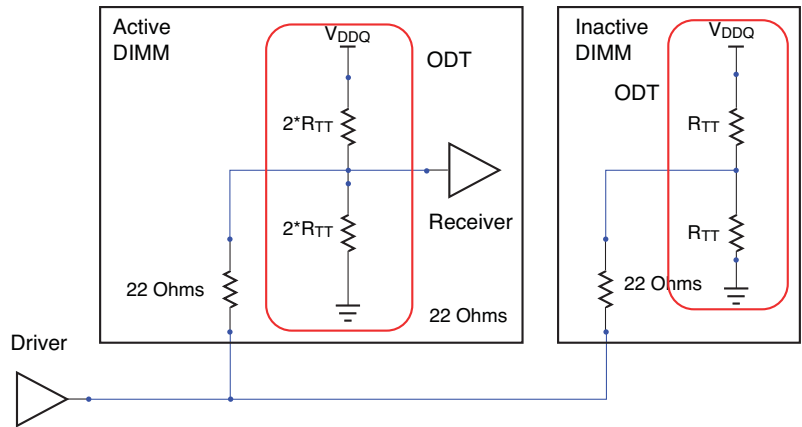 Active
DIMM
VDDQ
ODT
2*RTT
2*RTT
Receiver
22 Ohms
22 Ohms
Inactive
DIMM
VDDQ
ODT
RTT
RTT
22 Ohms
Driver